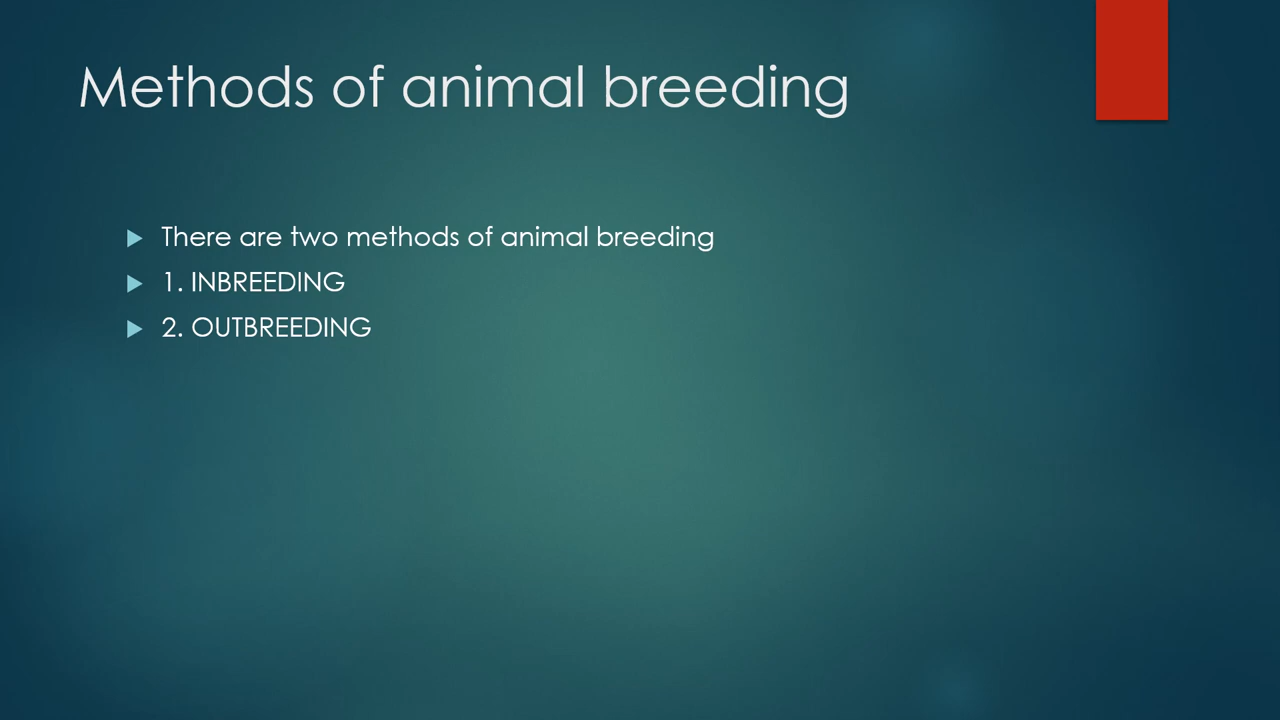 Methods of animal breeding
There are two methods of animal breeding
1. INBREEDING
2. OUTBREEDING